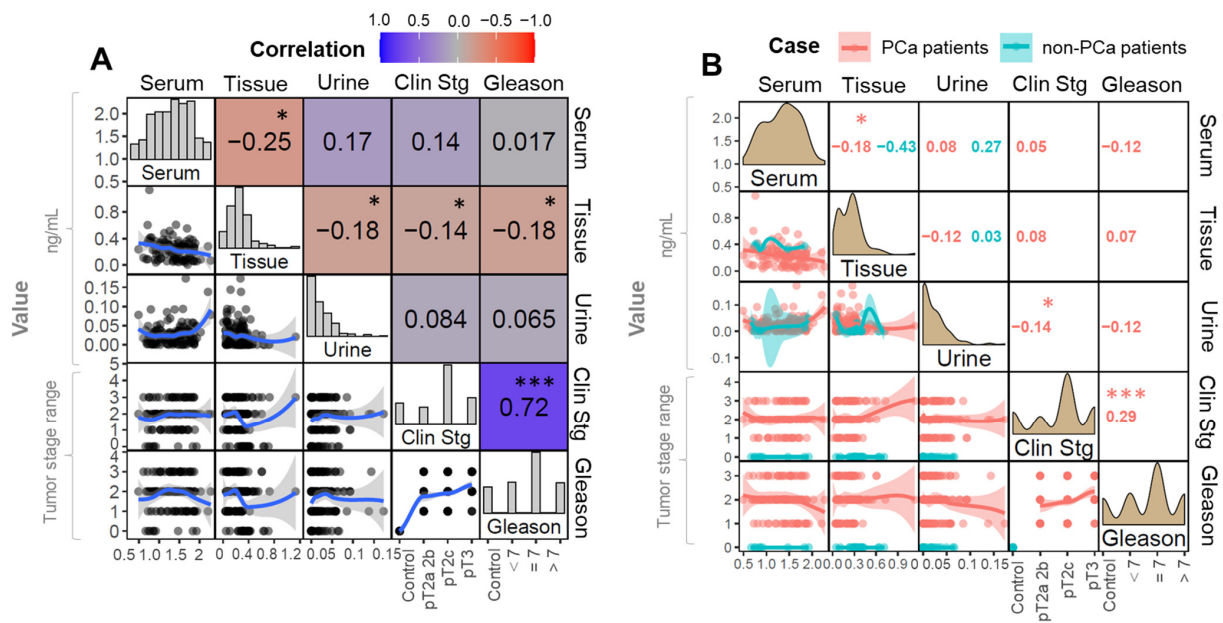 1.0 0.5 0.0 −0.5 −1.0
Correlation
A
Serum Tissue Urine Clin Stg Gleason
2.0
1.5
1.0
0.5
Serum
*
−0.25
0.17
0.14
0.017
Serum
0.8
0.4
0.0
Tissue
*
−0.18
*
−0.14
*
−0.18
Tissue
0.15
0.10
0.05
0.00
Urine
0.084
0.065
Urine
5
4
3
2
1
0
Clin Stg
***
0.72
Clin Stg
4
3
2
1
0
Gleason
Gleason
ng/mL
Value
Tumor stage range
0.5 1.0 1.5 2 0 0.4 0.8 1.2 0.05 0.1 0.15
Control
pT2a 2b
pT2c
pT3
Control
< 7
= 7
> 7
B
Case PCa patients non-PCa patients
Serum Tissue Urine Clin Stg Gleason
2.0
1.5
1.0
0.5
Serum
*
−0.18 −0.43
0.08 0.27
0.05
−0.12
Serum
0.8
0.4
0.0
Tissue
−0.12 0.03
0.08
0.07
Tissue
0.1
0.0
0.1
Urine
*
−0.14
−0.12
Urine
4
3
2
1
0
Clin Stg
***
0.29
Clin Stg
3
2
1
0
Gleason
Gleason
ng/mL
Value
Tumor stage range
0.5 1.0 1.5 2.0 0.0 0.3 0.6 0.9 0 0.05 0.10 0.15
Control
pT2a 2b
pT2c
pT3
Control
< 7
= 7
> 7